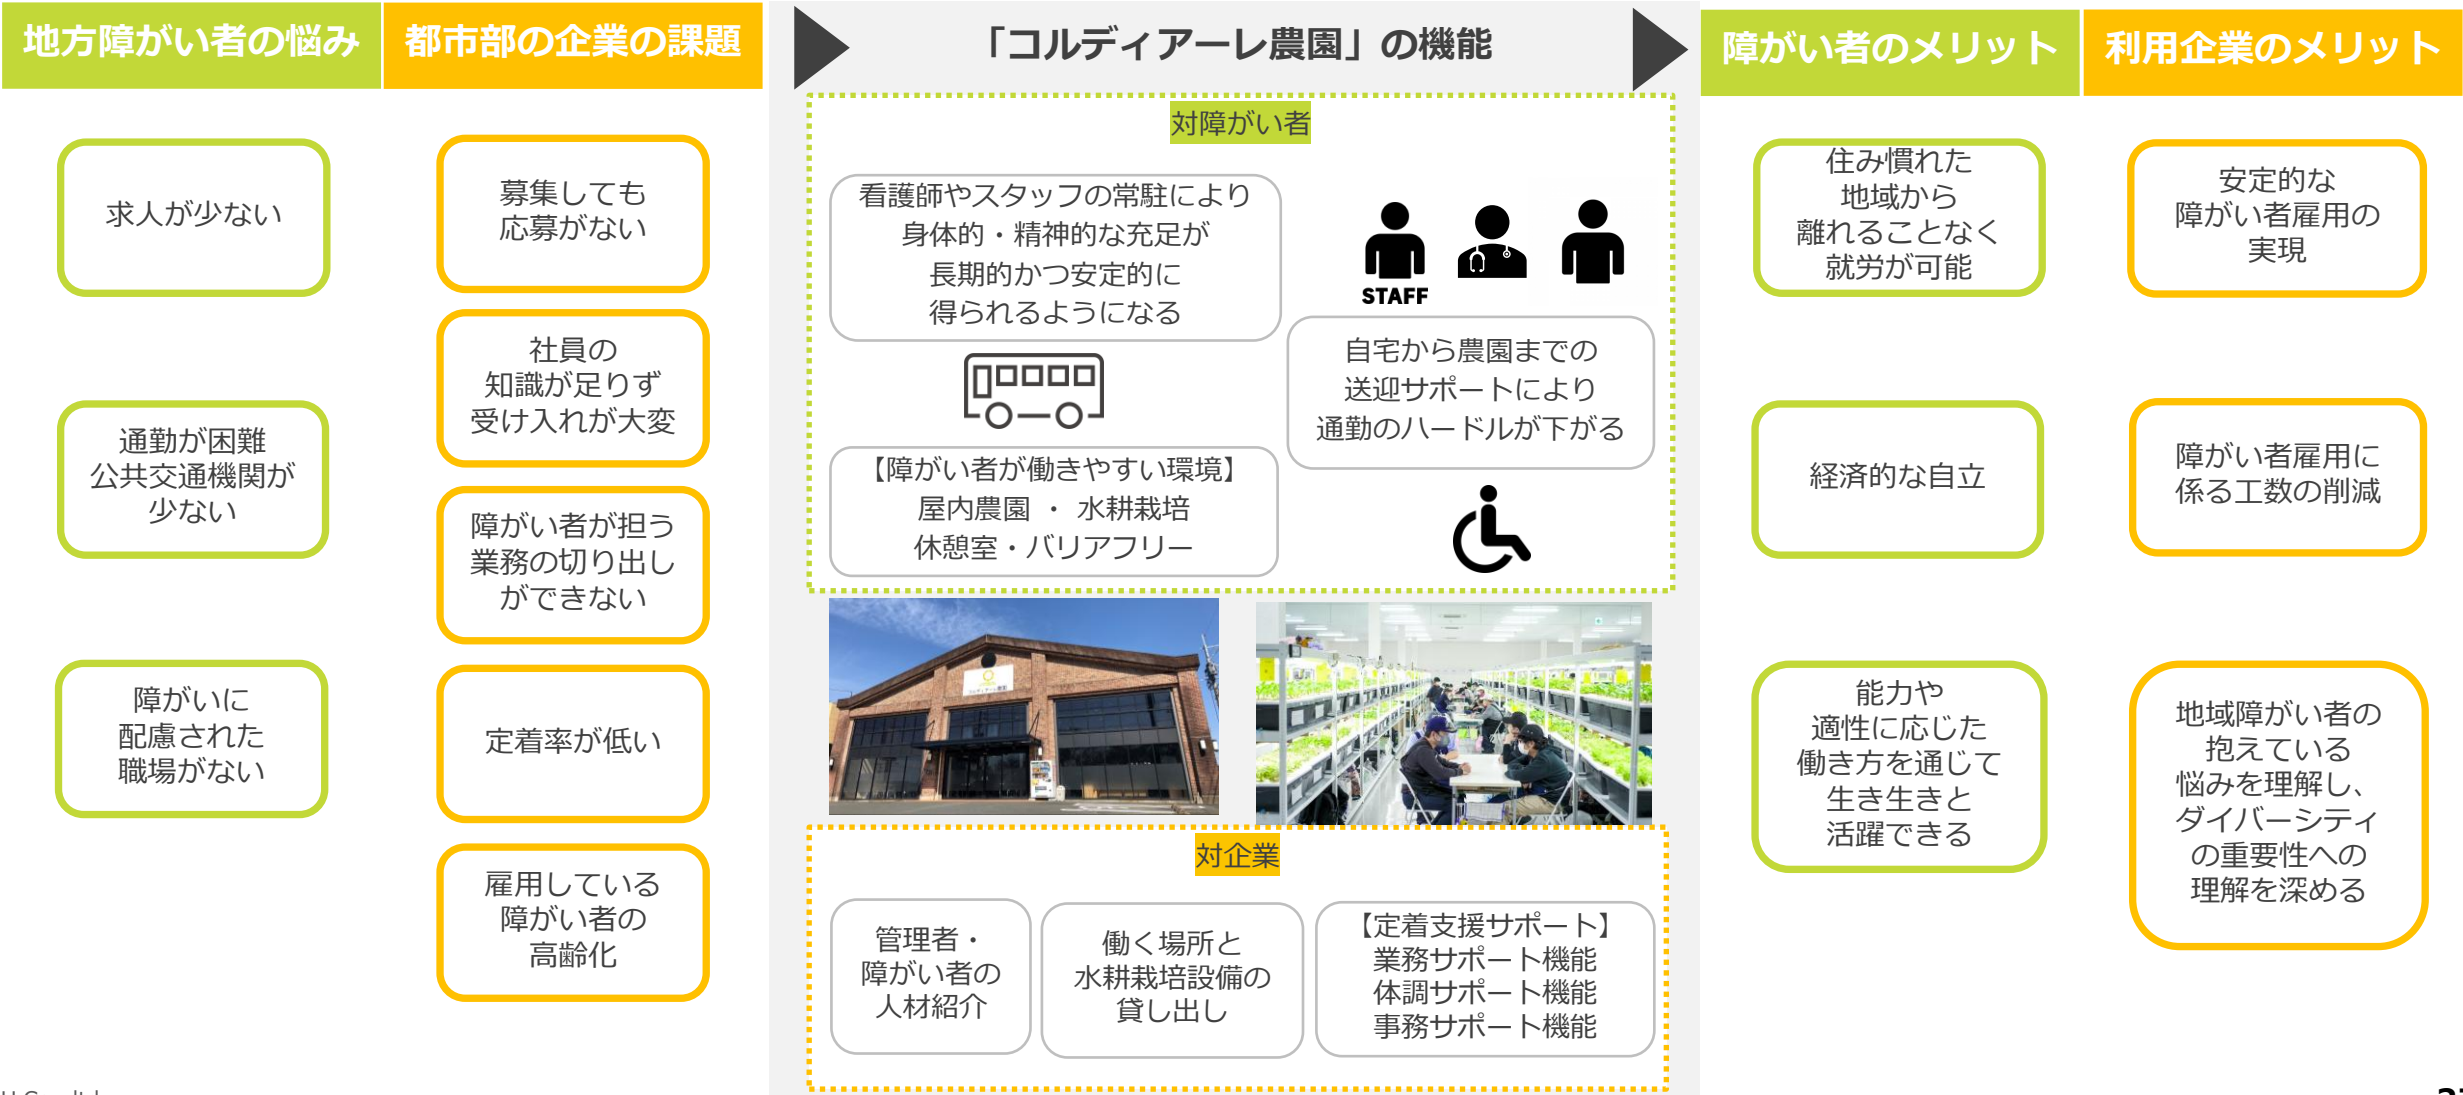 地方障がい者の悩み
都市部の企業の課題
「コルディアーレ農園」の機能
障がい者のメリット
利用企業のメリット
求人が少ない
通勤が困難
公共交通機関が
少ない
障がいに
配慮された
職場がない
募集しても
応募がない
社員の
知識が足りず
受け入れが大変
障がい者が担う
業務の切り出し
ができない
定着率が低い
雇用している
障がい者の
高齢化
対障がい者
看護師やスタッフの常駐により
身体的・精神的な充足が
長期的かつ安定的に
得られるようになる
STAFF
自宅から農園までの
送迎サポートにより
通勤のハードルが下がる
【障がい者が働きやすい環境】
屋内農園 ・ 水耕栽培
休憩室・バリアフリー
コルディアーレ農園
対企業
管理者・
障がい者の
人材紹介
働く場所と
水耕栽培設備の
貸し出し
【定着支援サポート】
業務サポート機能
体調サポート機能
事務サポート機能
住み慣れた
地域から
離れることなく
就労が可能
経済的な自立
能力や
適性に応じた
働き方を通じて
生き生きと
活躍できる
安定的な
障がい者雇用の
実現
障がい者雇用に
係る工数の削減
地域障がい者の
抱えている
悩みを理解し、
ダイバーシティ
の重要性への
理解を深める